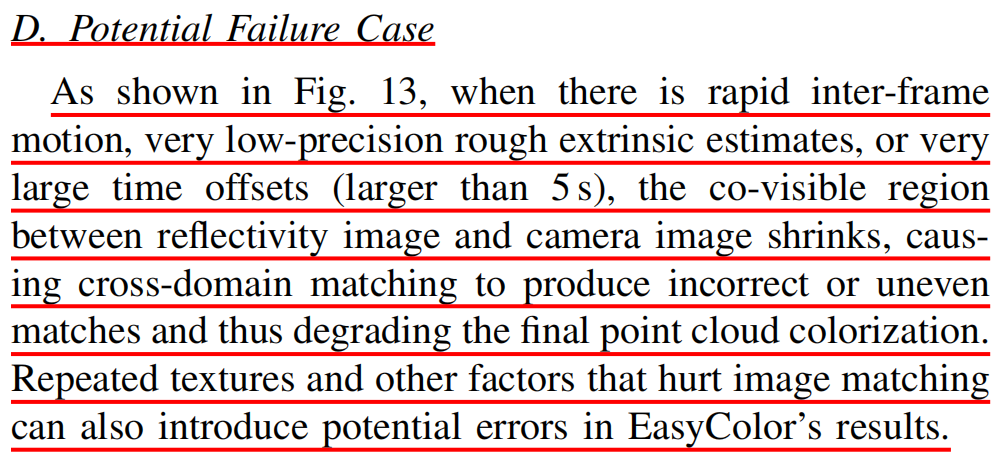 D. Potential Failure Case
As shown in Fig. 13, when there is rapid inter-frame
motion, very low-precision rough extrinsic estimates, or very
large time offsets (larger than 5 s), the co-visible region
between reflectivity image and camera image shrinks, caus-
ing cross-domain matching to produce incorrect or uneven
matches and thus degrading the final point cloud colorization.
Repeated textures and other factors that hurt image matching
can also introduce potential errors in EasyColor's results.